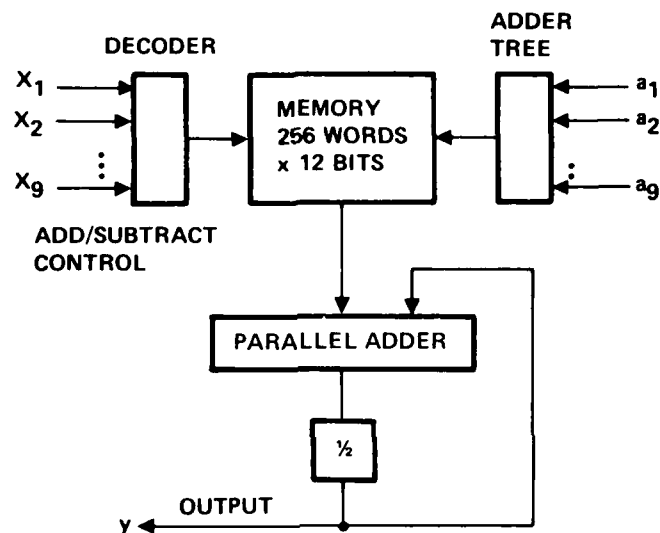 DECODER
ADDER
TREE
X1
X2
⋮
X9
MEMORY
256 WORDS
x 12 BITS
a1
a2
:
a9
ADD/SUBTRACT
CONTROL
PARALLEL ADDER
½
OUTPUT
y